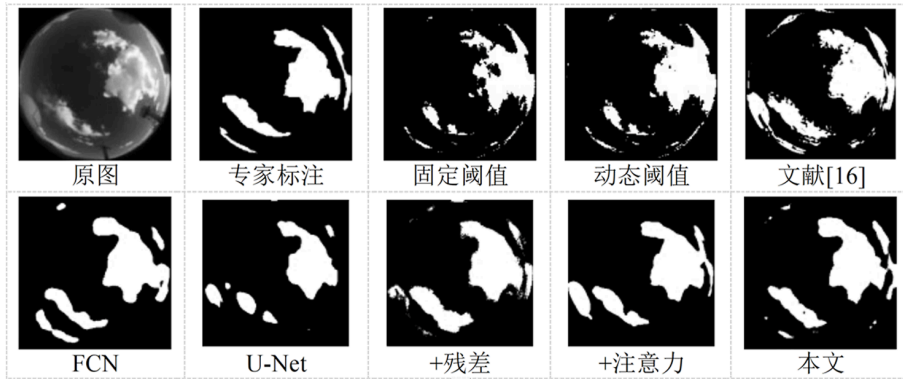 原图 专家标注 固定阈值 动态阈值 文献[16]
FCN U-Net +残差 +注意力 本文